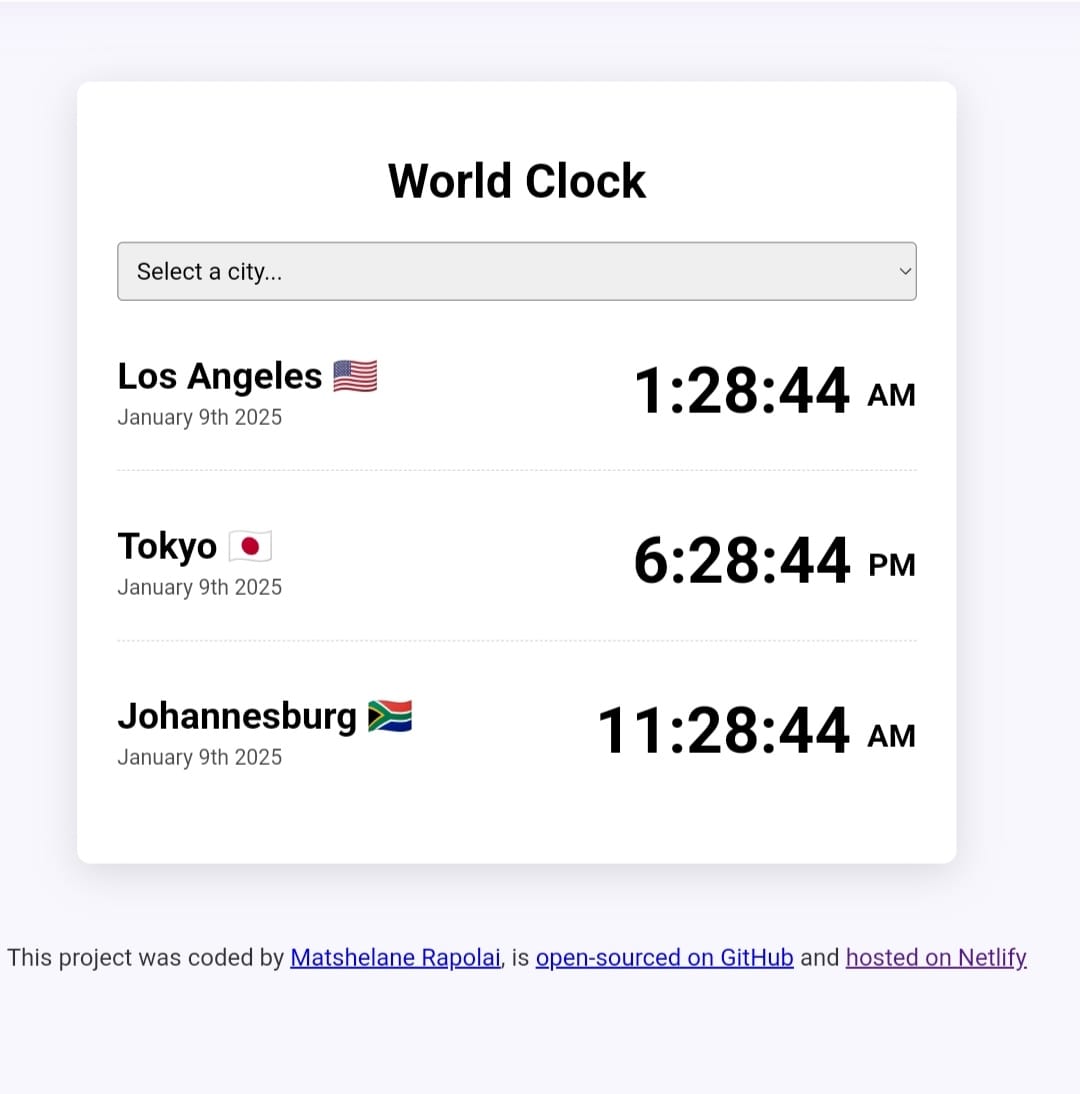 World Clock
Select a city...
Los Angeles 🇺🇸
1:28:44 AM
January 9th 2025
Tokyo 🇯🇵
6:28:44 PM
January 9th 2025
Johannesburg 🇿🇦
11:28:44 AM
January 9th 2025
This project was coded by Matshelane Rapolai, is open-sourced on GitHub and hosted on Netlify